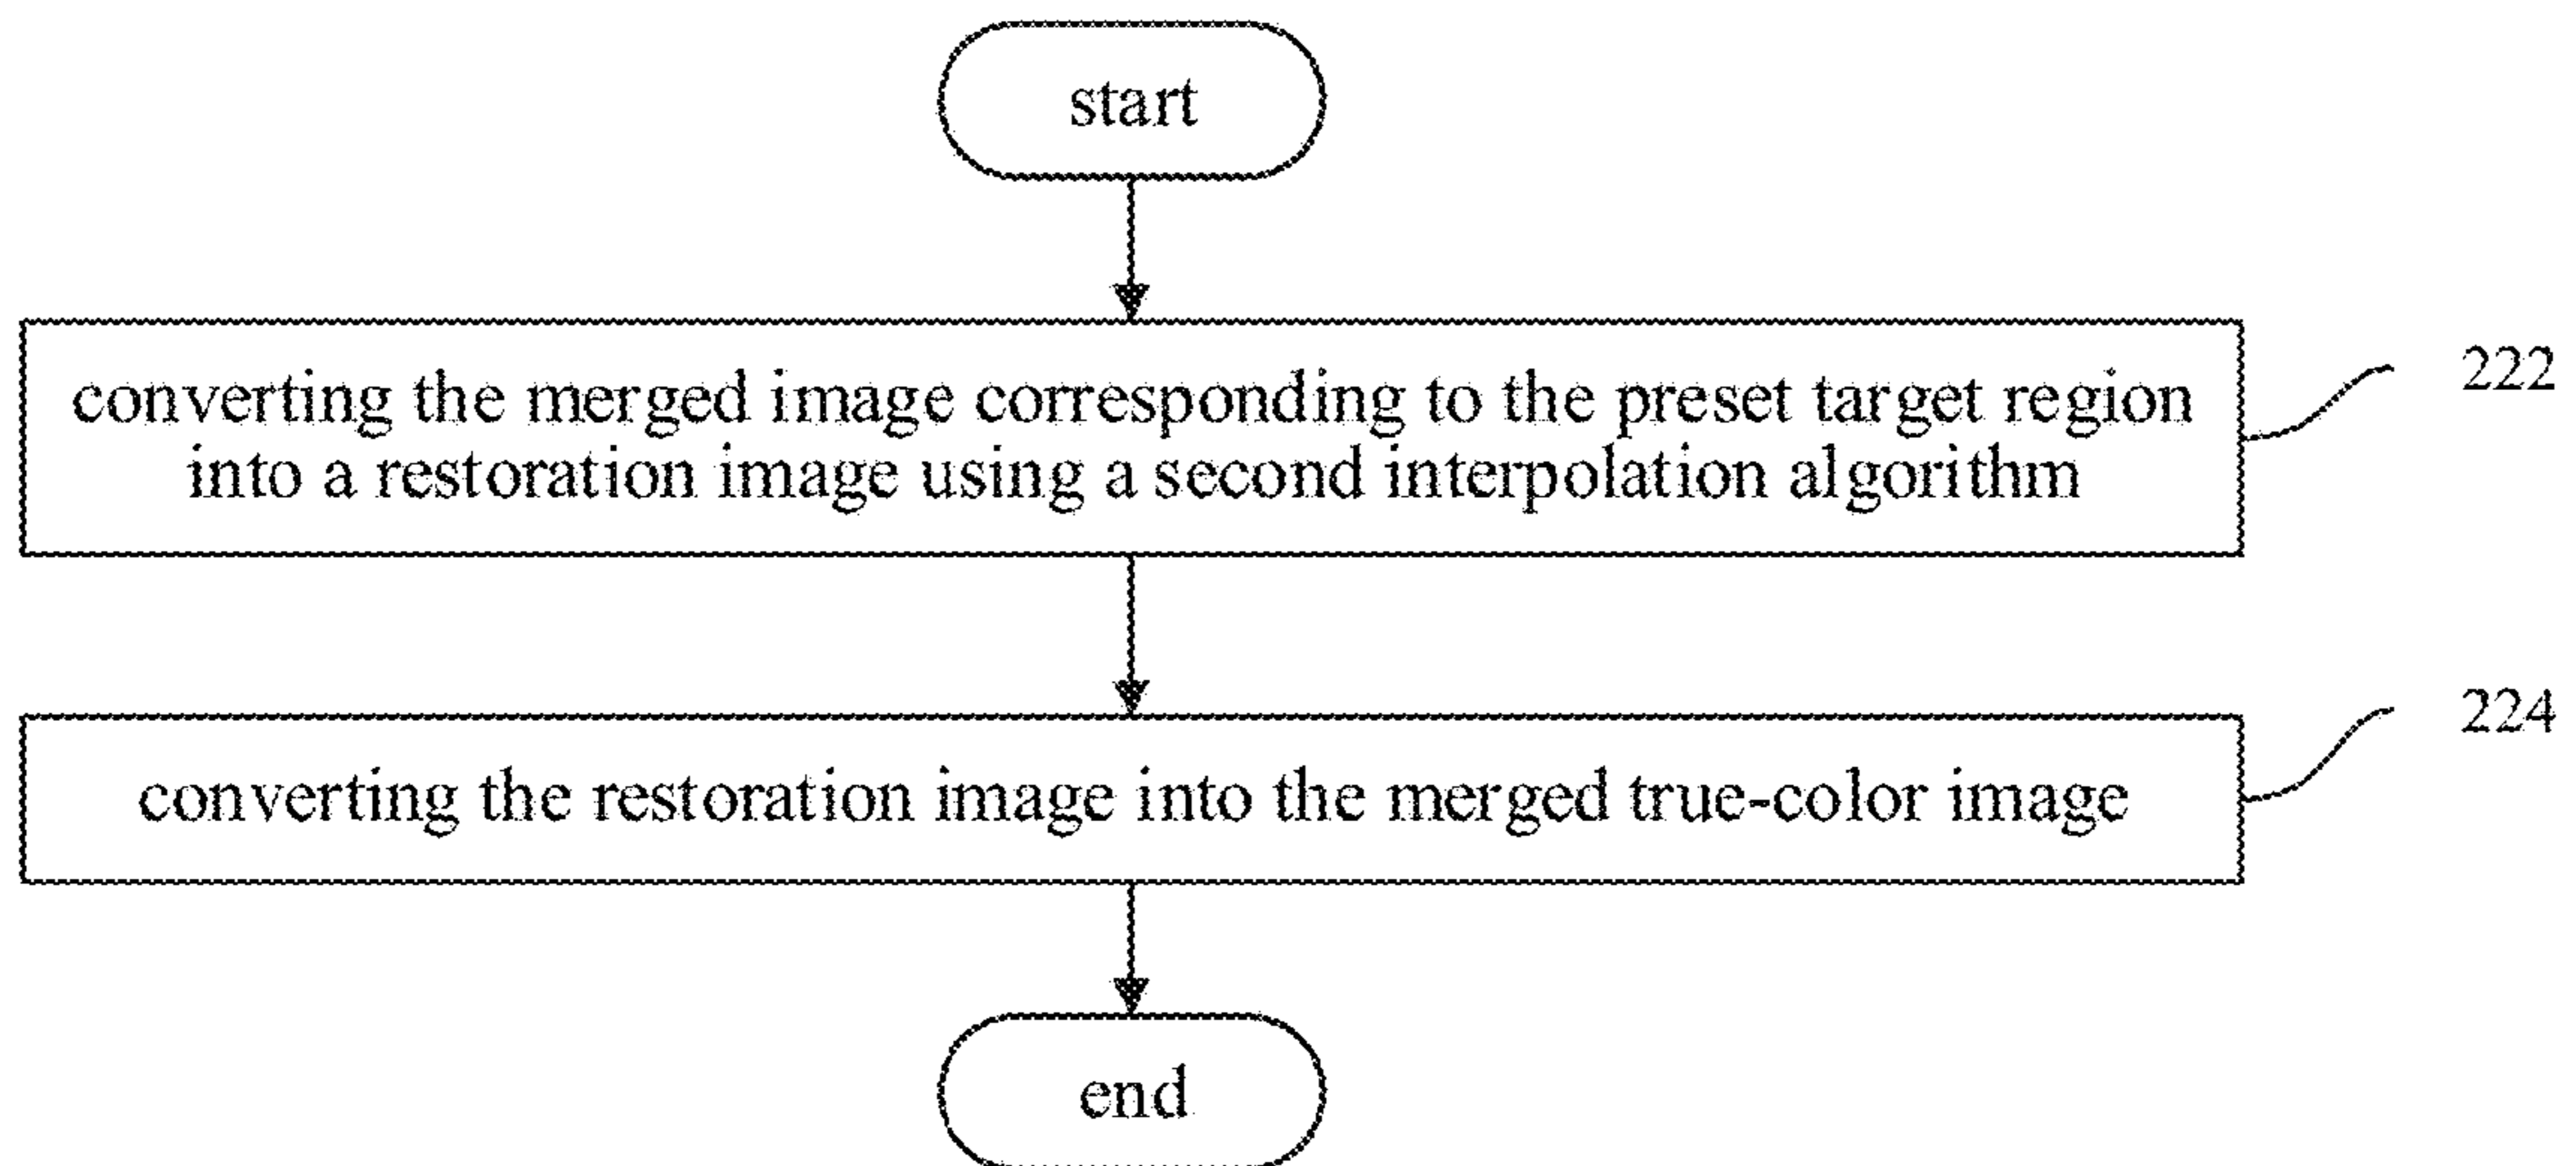 start
converting the merged image corresponding to the preset target region
into a restoration image using a second interpolation algorithm
222
converting the restoration image into the merged true-color image
224
end